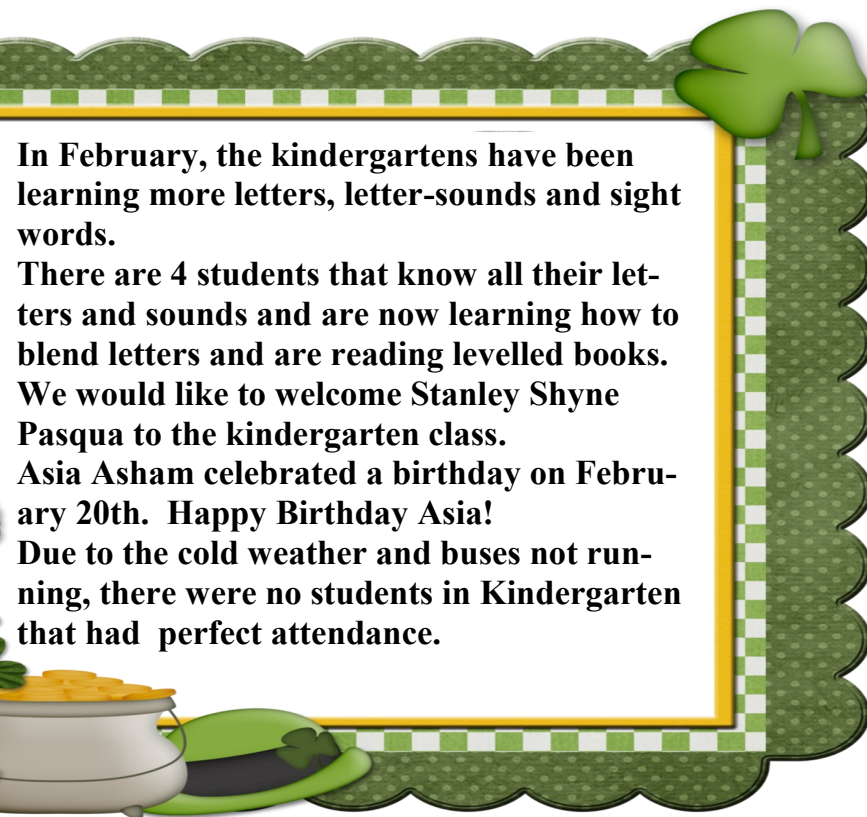 In February, the kindergartens have been
learning more letters, letter-sounds and sight
words.
There are 4 students that know all their let-
ters and sounds and are now learning how to
blend letters and are reading levelled books.
We would like to welcome Stanley Shyne
Pasqua to the kindergarten class.
Asia Asham celebrated a birthday on Febru-
ary 20th.  Happy Birthday Asia!
Due to the cold weather and buses not run-
ning, there were no students in Kindergarten
that had  perfect attendance.